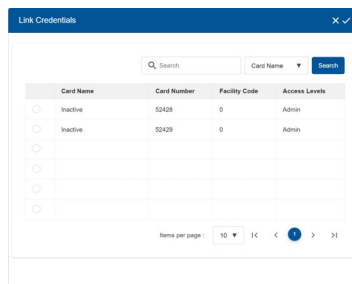 Link Credentials
Search Card Name Search
Card Name Card Number Facility Code Access Levels
Inactive 52428 0 Admin
Inactive 52429 0 Admin
Items per page : 10 1